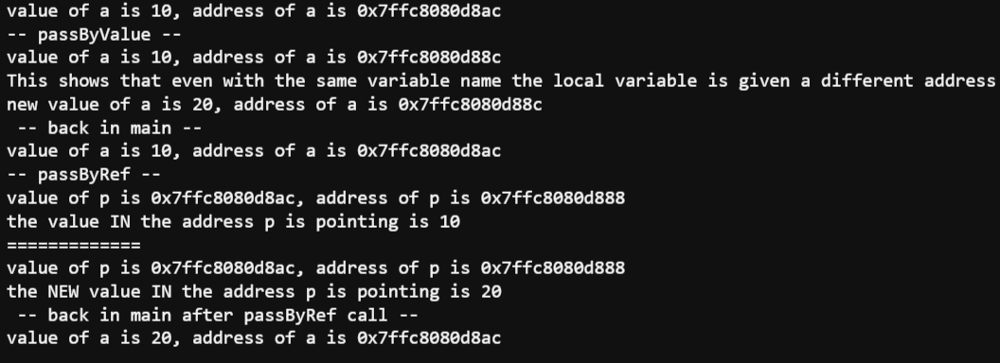 value of a is 10, address of a is 0x7ffc8080d8ac
-- passByValue --
value of a is 10, address of a is 0x7ffc8080d88c
This shows that even with the same variable name the local variable is given a different address
new value of a is 20, address of a is 0x7ffc8080d88c
 -- back in main --
value of a is 10, address of a is 0x7ffc8080d8ac
-- passByRef --
value of p is 0x7ffc8080d8ac, address of p is 0x7ffc8080d888
the value IN the address p is pointing is 10
=============
value of p is 0x7ffc8080d8ac, address of p is 0x7ffc8080d888
the NEW value IN the address p is pointing is 20
 -- back in main after passByRef call --
value of a is 20, address of a is 0x7ffc8080d8ac